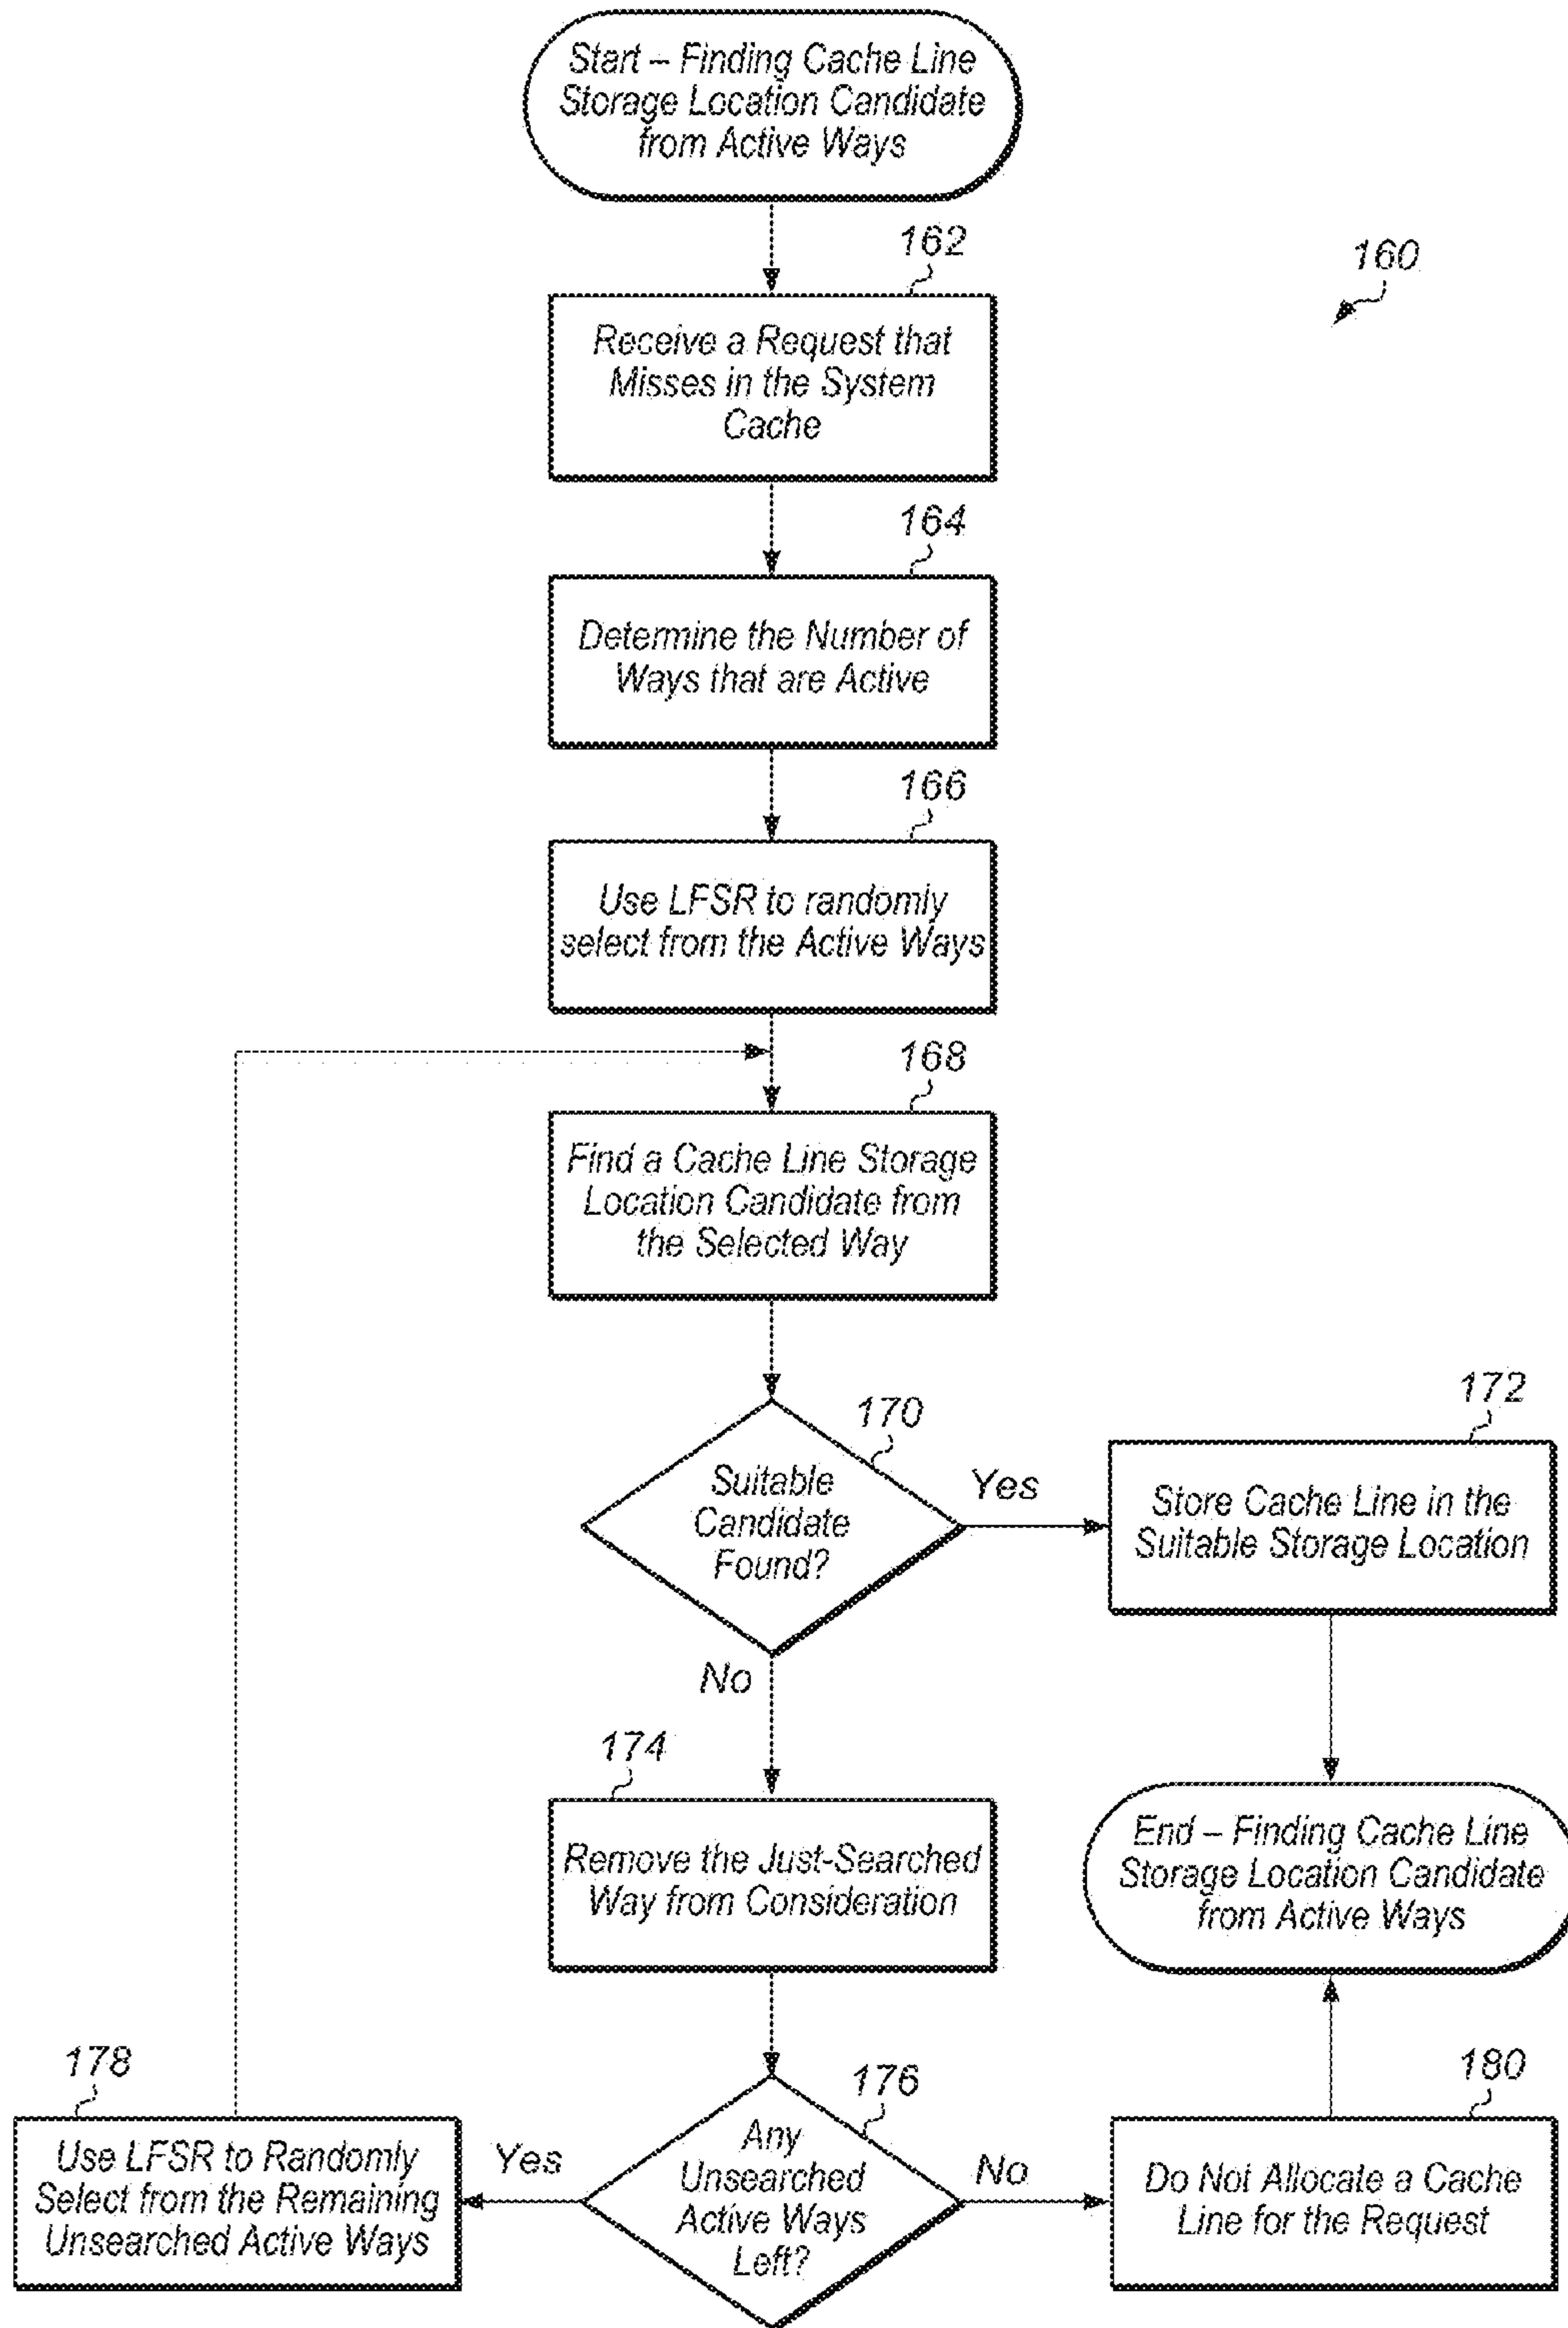 Start – Finding Cache Line
Storage Location Candidate
from Active Ways
162
160
Receive a Request that
Misses in the System
Cache
164
Determine the Number of
Ways that are Active
166
Use LFSR to randomly
select from the Active Ways
168
Find a Cache Line Storage
Location Candidate from
the Selected Way
170
Suitable
Candidate
Found?
Yes
172
Store Cache Line in the
Suitable Storage Location
No
174
Remove the Just-Searched
Way from Consideration
End – Finding Cache Line
Storage Location Candidate
from Active Ways
176
Any
Unsearched
Active Ways
Left?
Yes
178
Use LFSR to Randomly
Select from the Remaining
Unsearched Active Ways
No
180
Do Not Allocate a Cache
Line for the Request